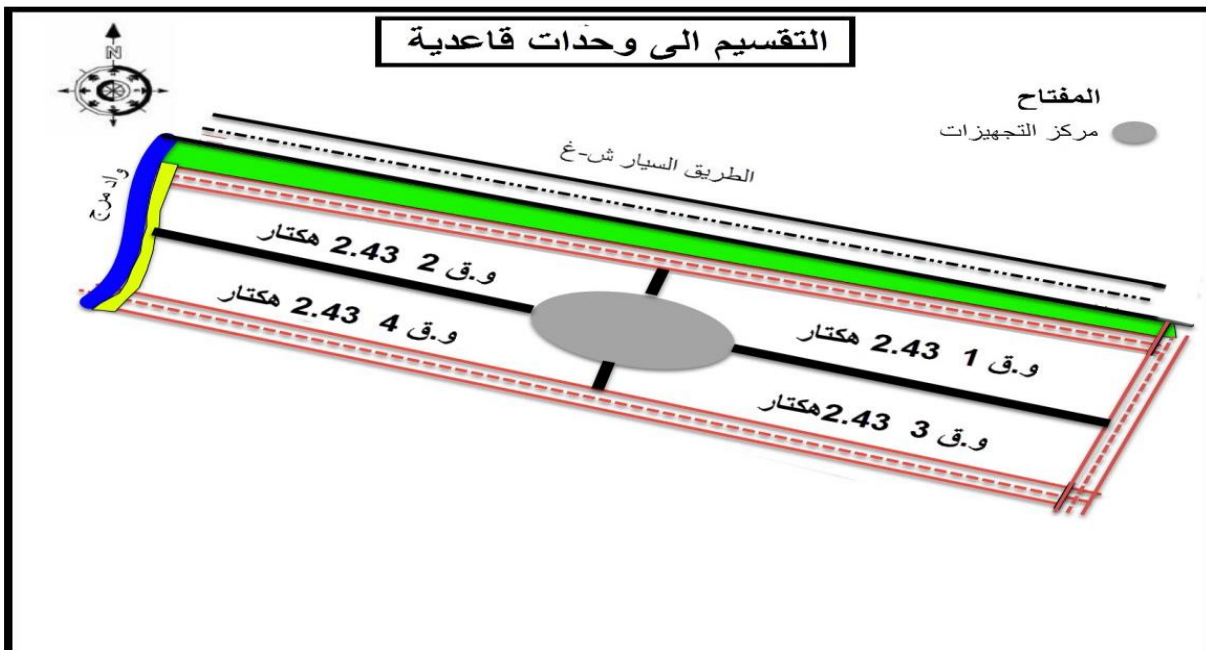 التقسيم الى وحدات قاعدية
N
المفتاح
مركز التجهيزات
الطريق السيار ش-غ
واد مرج
و.ق 2 2.43 هكتار
و.ق 4 2.43 هكتار
و.ق 1 2.43 هكتار
و.ق 3 2.43هكتار